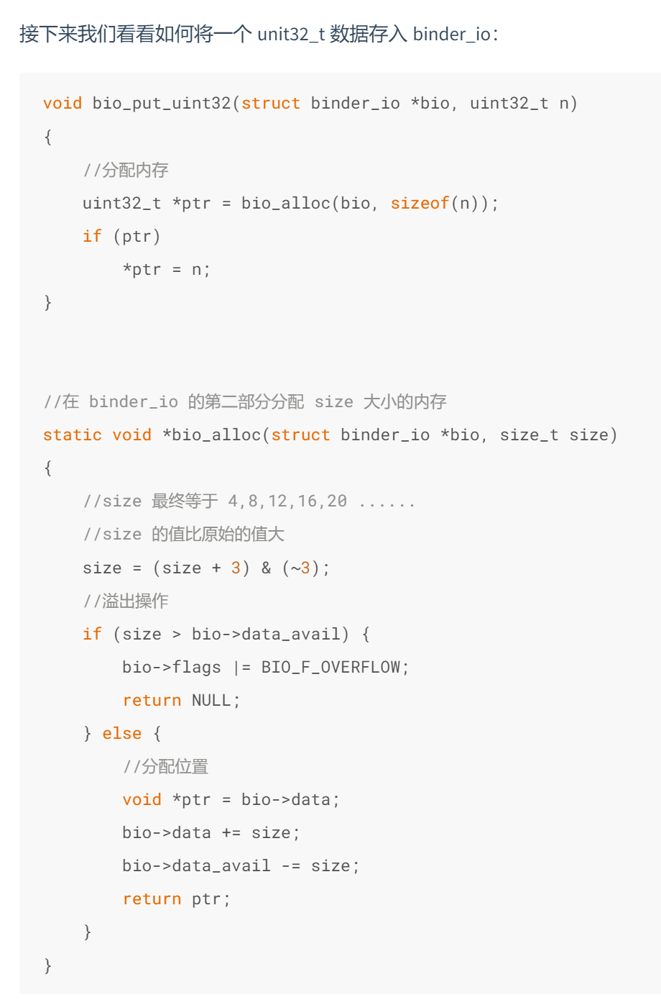 接下来我们看看如何将一个 unit32_t 数据存入 binder_io：
void bio_put_uint32(struct binder_io *bio, uint32_t n)
{
    //分配内存
    uint32_t *ptr = bio_alloc(bio, sizeof(n));
    if (ptr)
        *ptr = n;
}
//在 binder_io 的第二部分分配 size 大小的内存
static void *bio_alloc(struct binder_io *bio, size_t size)
{
    //size 最终等于 4,8,12,16,20 ......
    //size 的值比原始的值大
    size = (size + 3) & (~3);
    //溢出操作
    if (size > bio->data_avail) {
        bio->flags |= BIO_F_OVERFLOW;
        return NULL;
    } else {
        //分配位置
        void *ptr = bio->data;
        bio->data += size;
        bio->data_avail -= size;
        return ptr;
    }
}